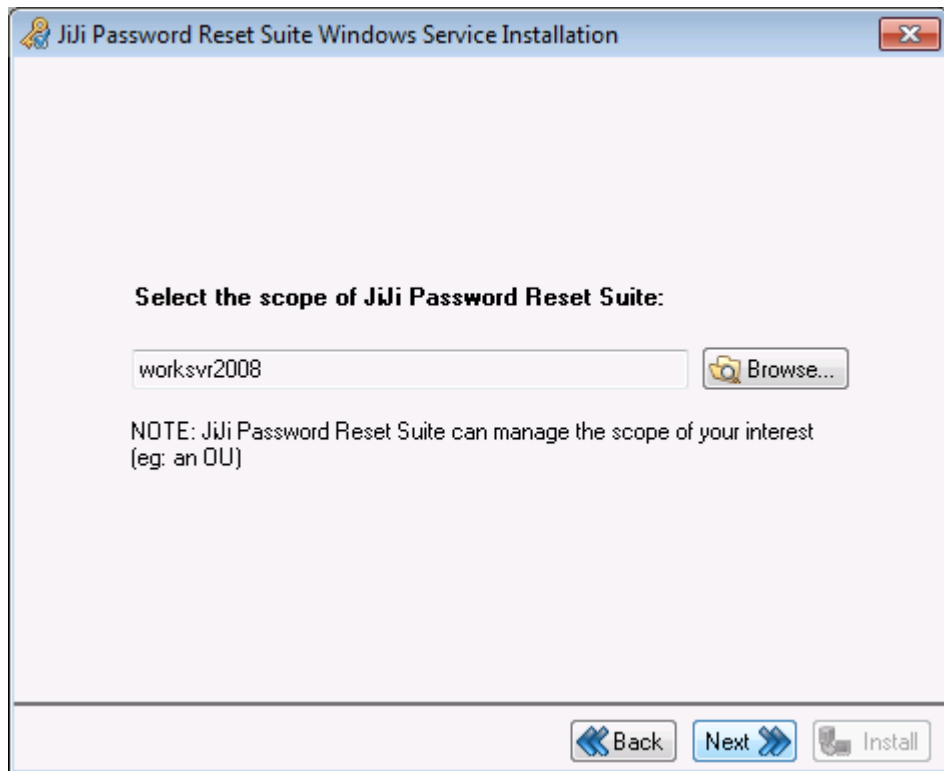 JiJi Password Reset Suite Windows Service Installation
Select the scope of JiJi Password Reset Suite:
worksvr2008
Browse...
NOTE: JiJi Password Reset Suite can manage the scope of your interest
(eg: an OU)
Back
Next
Install